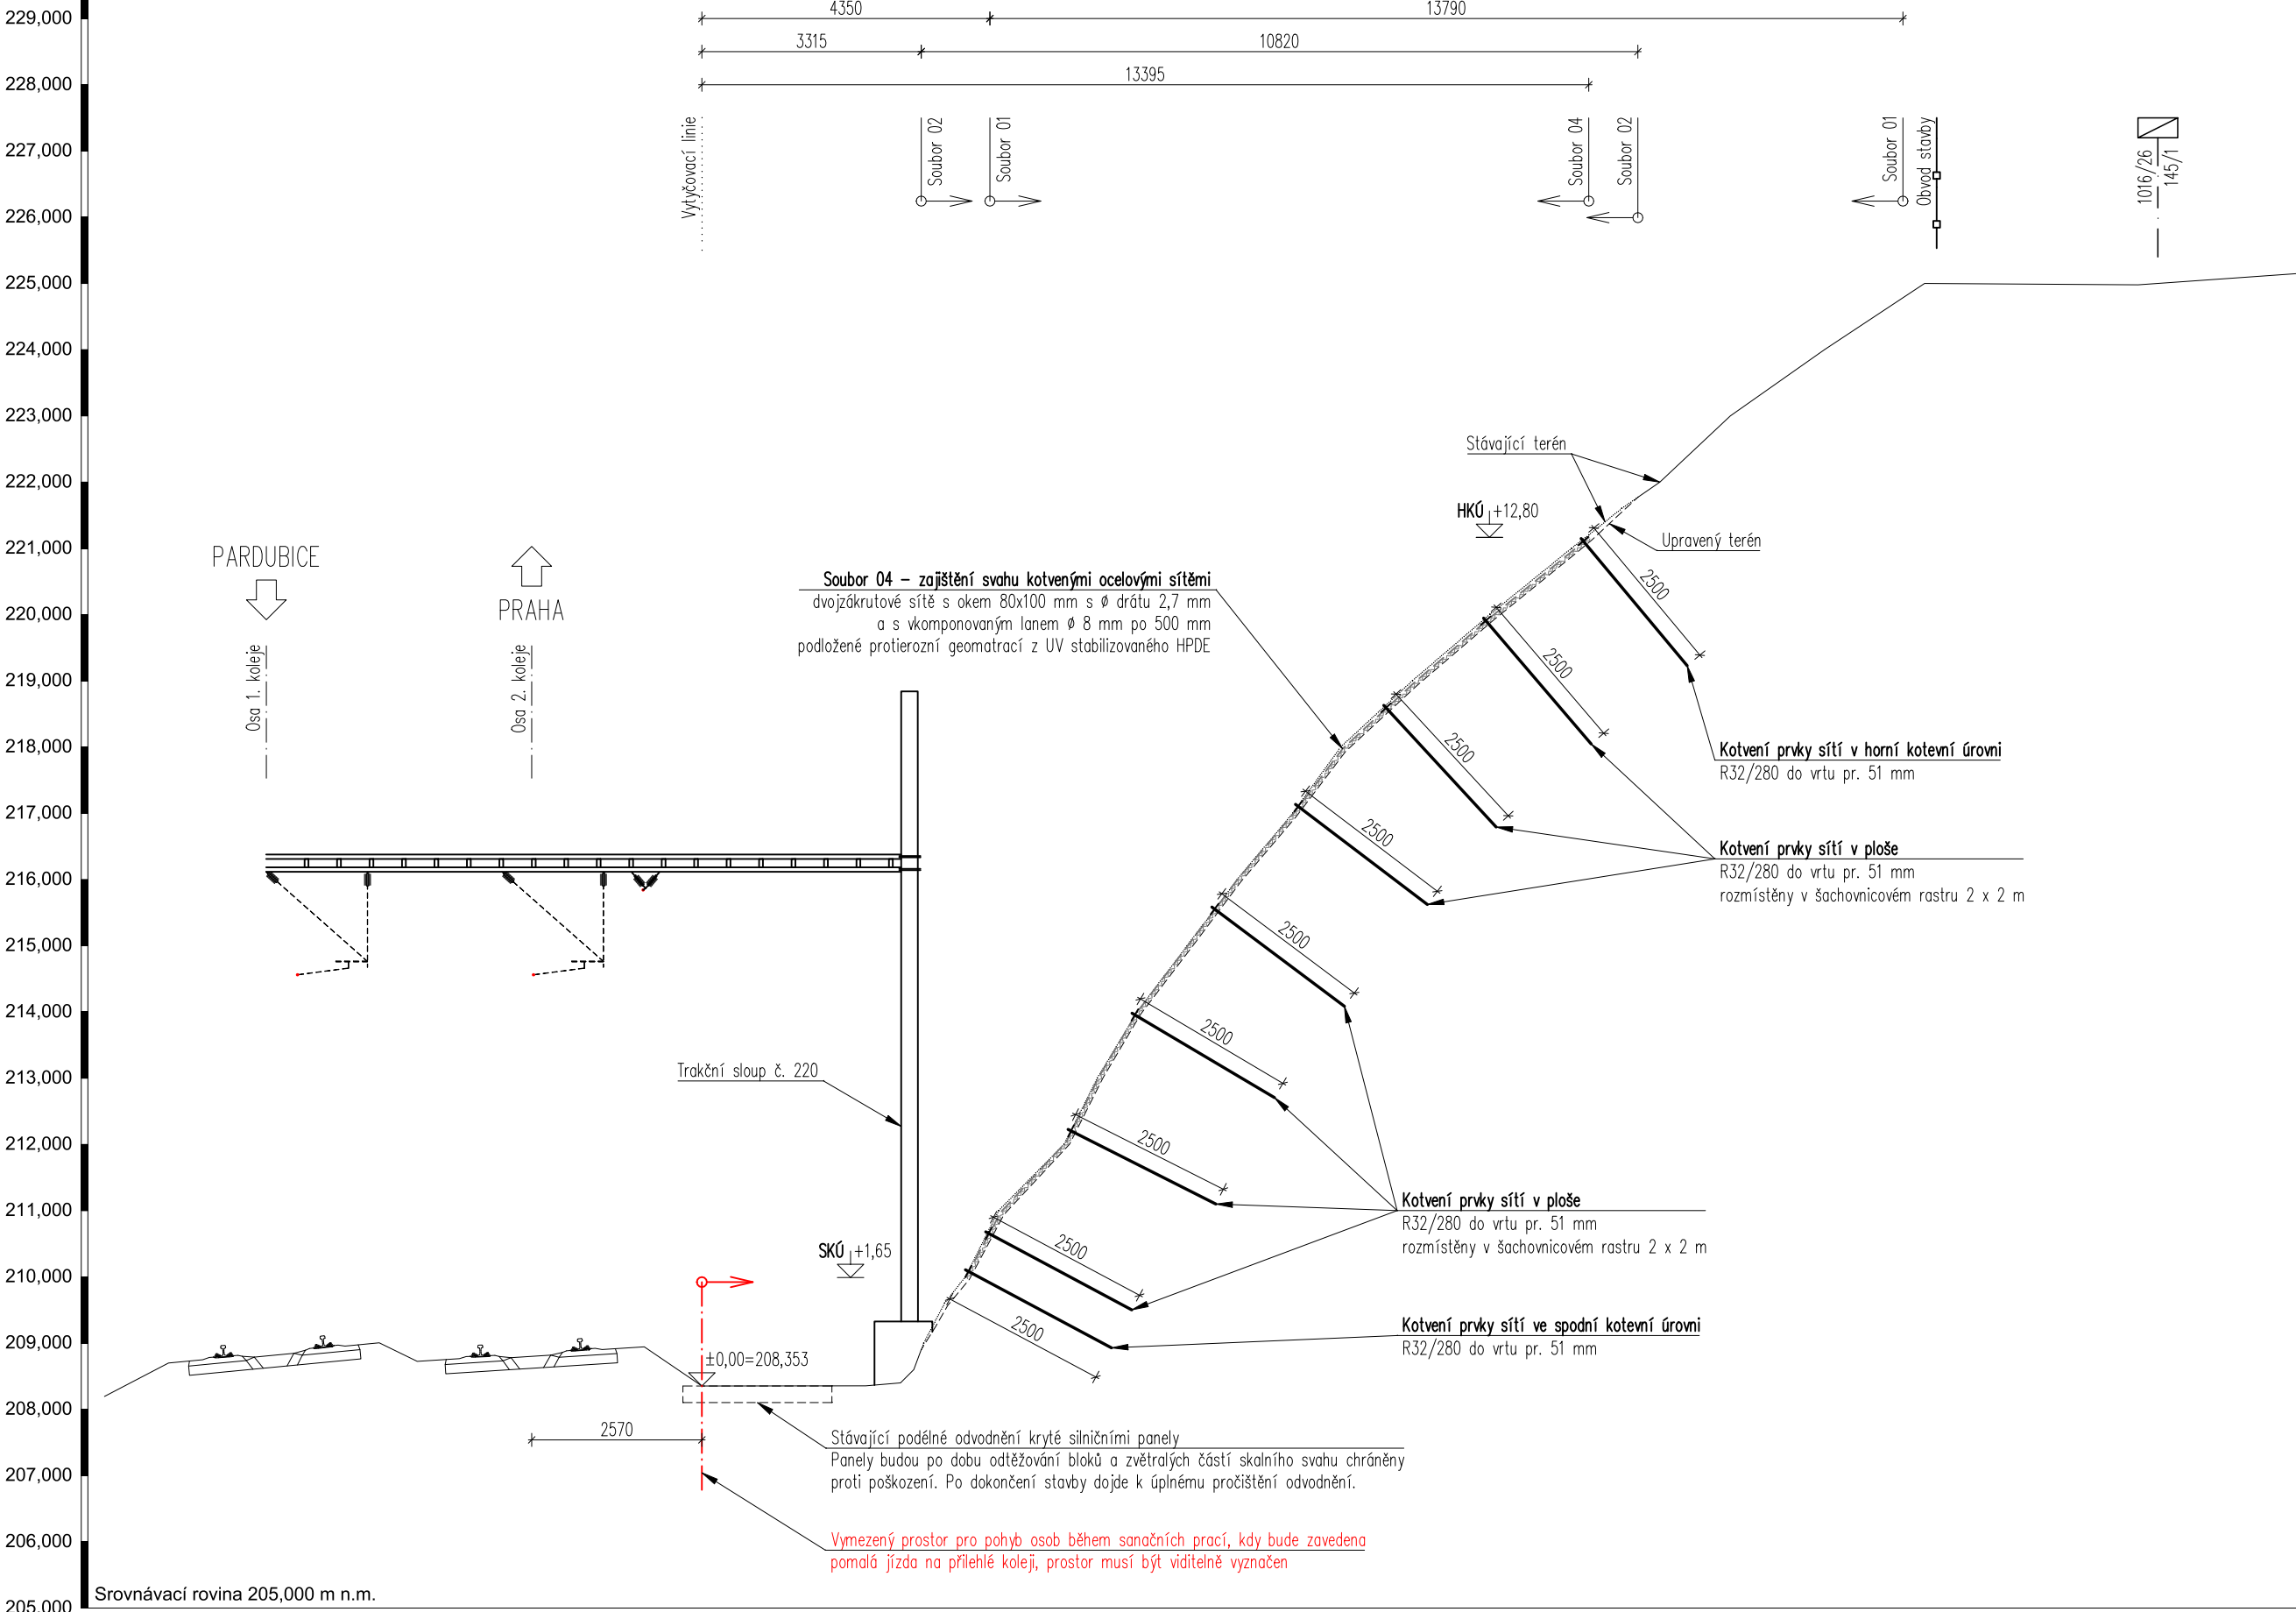 229,000
4350
13790
3315
10820
228,000
13395
Vytyčovací linie
Soubor 02
Soubor 01
Soubor 04
Soubor 02
Soubor 01
Obvod stavby
1016/26
145/1
227,000
226,000
225,000
224,000
223,000
Stávající terén
222,000
HKÚ +12,80
Upravený terén
221,000
PARDUBICE
PRAHA
2500
Soubor 04 – zajištění svahu kotvenými ocelovými sítěmi
dvojzákrutové sítě s okem 80x100 mm s ø drátu 2,7 mm
a s vkomponovaným lanem ø 8 mm po 500 mm
podložené protierozní geomatrací z UV stabilizovaného HPDE
220,000
Osa 1. koleje
Osa 2. koleje
2500
219,000
2500
218,000
Kotvení prvky sítí v horní kotevní úrovni
R32/280 do vrtu pr. 51 mm
217,000
2500
Kotvení prvky sítí v ploše
R32/280 do vrtu pr. 51 mm
rozmístěny v šachovnicovém rastru 2 x 2 m
216,000
215,000
2500
214,000
2500
213,000
Trakční sloup č. 220
212,000
2500
211,000
Kotvení prvky sítí v ploše
R32/280 do vrtu pr. 51 mm
rozmístěny v šachovnicovém rastru 2 x 2 m
SKÚ +1,65
2500
210,000
2500
Kotvení prvky sítí ve spodní kotevní úrovni
R32/280 do vrtu pr. 51 mm
209,000
±0,00=208,353
208,000
2570
Stávající podélné odvodnění kryté silničními panely
Panely budou po dobu odtěžování bloků a zvětralých částí skalního svahu chráněny
proti poškození. Po dokončení stavby dojde k úplnému pročištění odvodnění.
207,000
206,000
Vymezený prostor pro pohyb osob během sanačních prací, kdy bude zavedena
pomalá jízda na přilehlé koleji, prostor musí být viditelně vyznačen
Srovnávací rovina 205,000 m n.m.
205,000